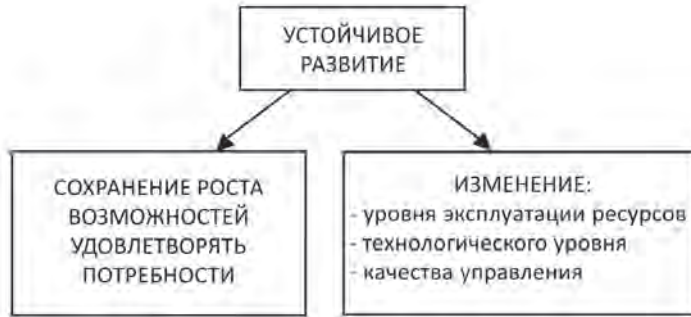 УСТОЙЧИВОЕ
РАЗВИТИЕ
СОХРАНЕНИЕ РОСТА
ВОЗМОЖНОСТЕЙ
УДОВЛЕТВОРЯТЬ
ПОТРЕБНОСТИ
ИЗМЕНЕНИЕ:
- уровня эксплуатации ресурсов
- технологического уровня
- качества управления